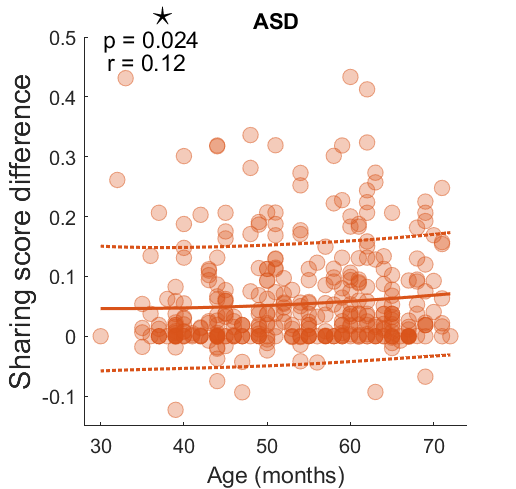 ASD
p = 0.024
r = 0.12
Sharing score difference
0.5
0.4
0.3
0.2
0.1
0
-0.1
30 40 50 60 70
Age (months)